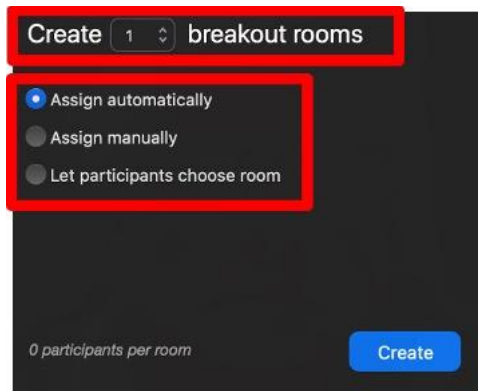 Create 1 breakout rooms
Assign automatically
Assign manually
Let participants choose room
0 participants per room
Create